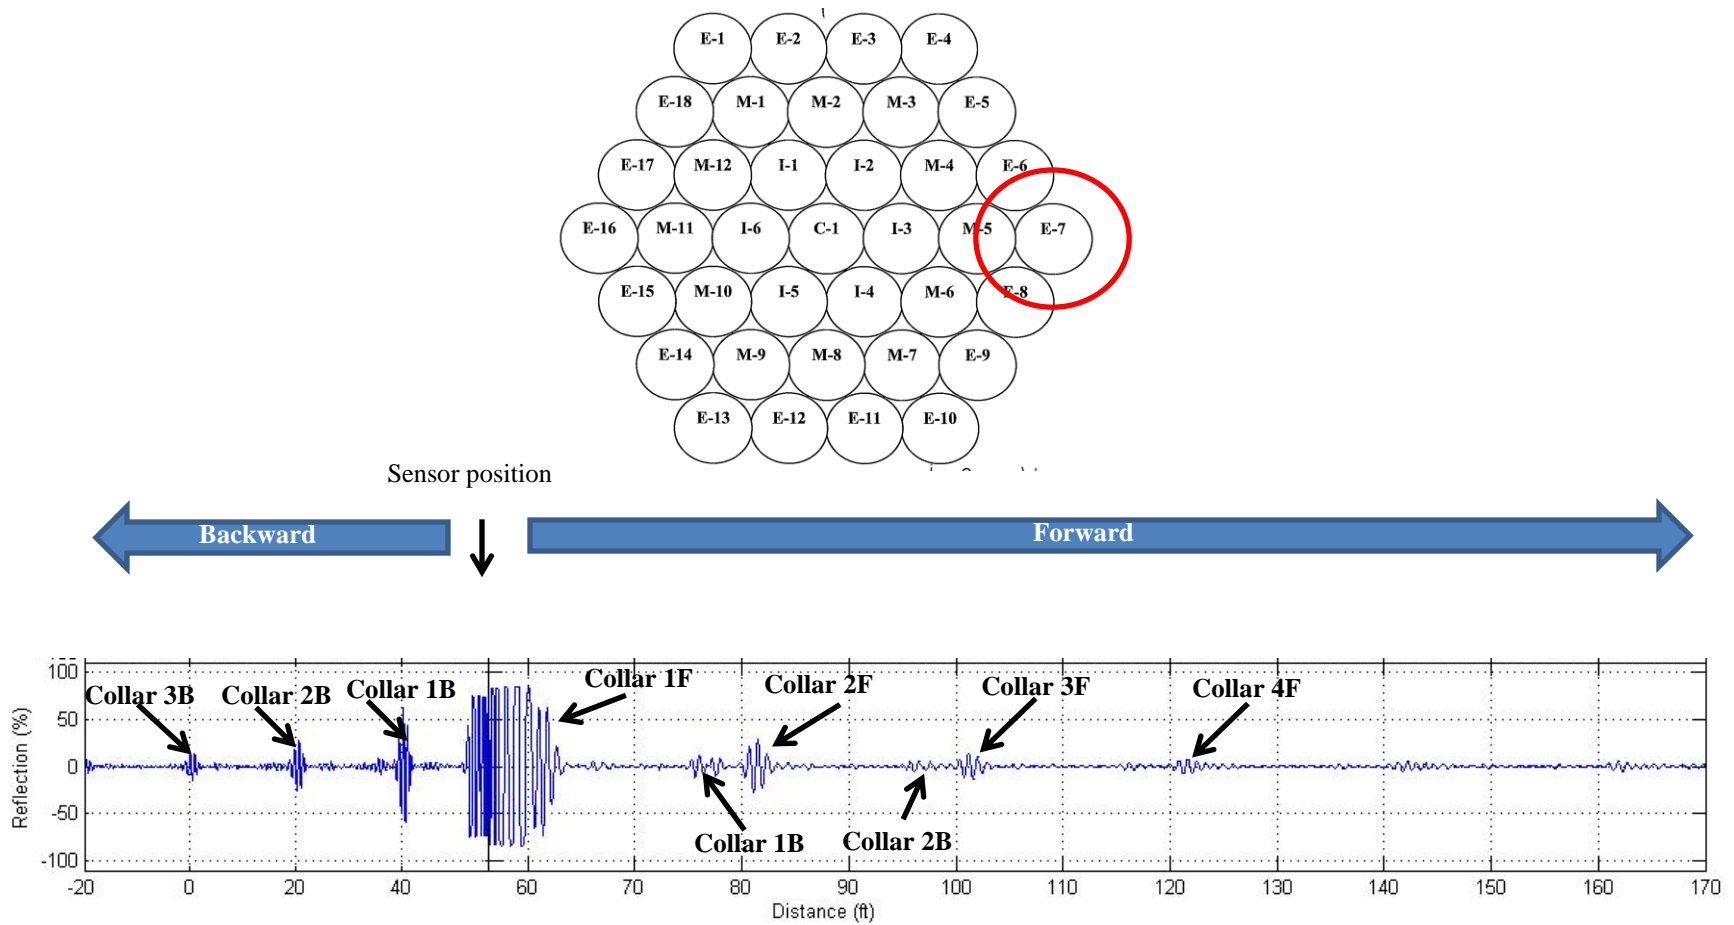 E-1 E-2 E-3 E-4
E-18 M-1 M-2 M-3 E-5
E-17 M-12 I-1 I-2 M-4 E-6
E-16 M-11 I-6 C-1 I-3 M-5 E-7
E-15 M-10 I-5 I-4 M-6 E-8
E-14 M-9 M-8 M-7 E-9
E-13 E-12 E-11 E-10
Sensor position
Backward
Forward
Collar 3B
Collar 2B
Collar 1B
Collar 1F
Collar 2F
Collar 3F
Collar 4F
Collar 1B
Collar 2B
Reflection (%)
100
50
0
-50
-100
-20 0 20 40 60 70 80 90 100 110 120 130 140 150 160 170
Distance (ft)